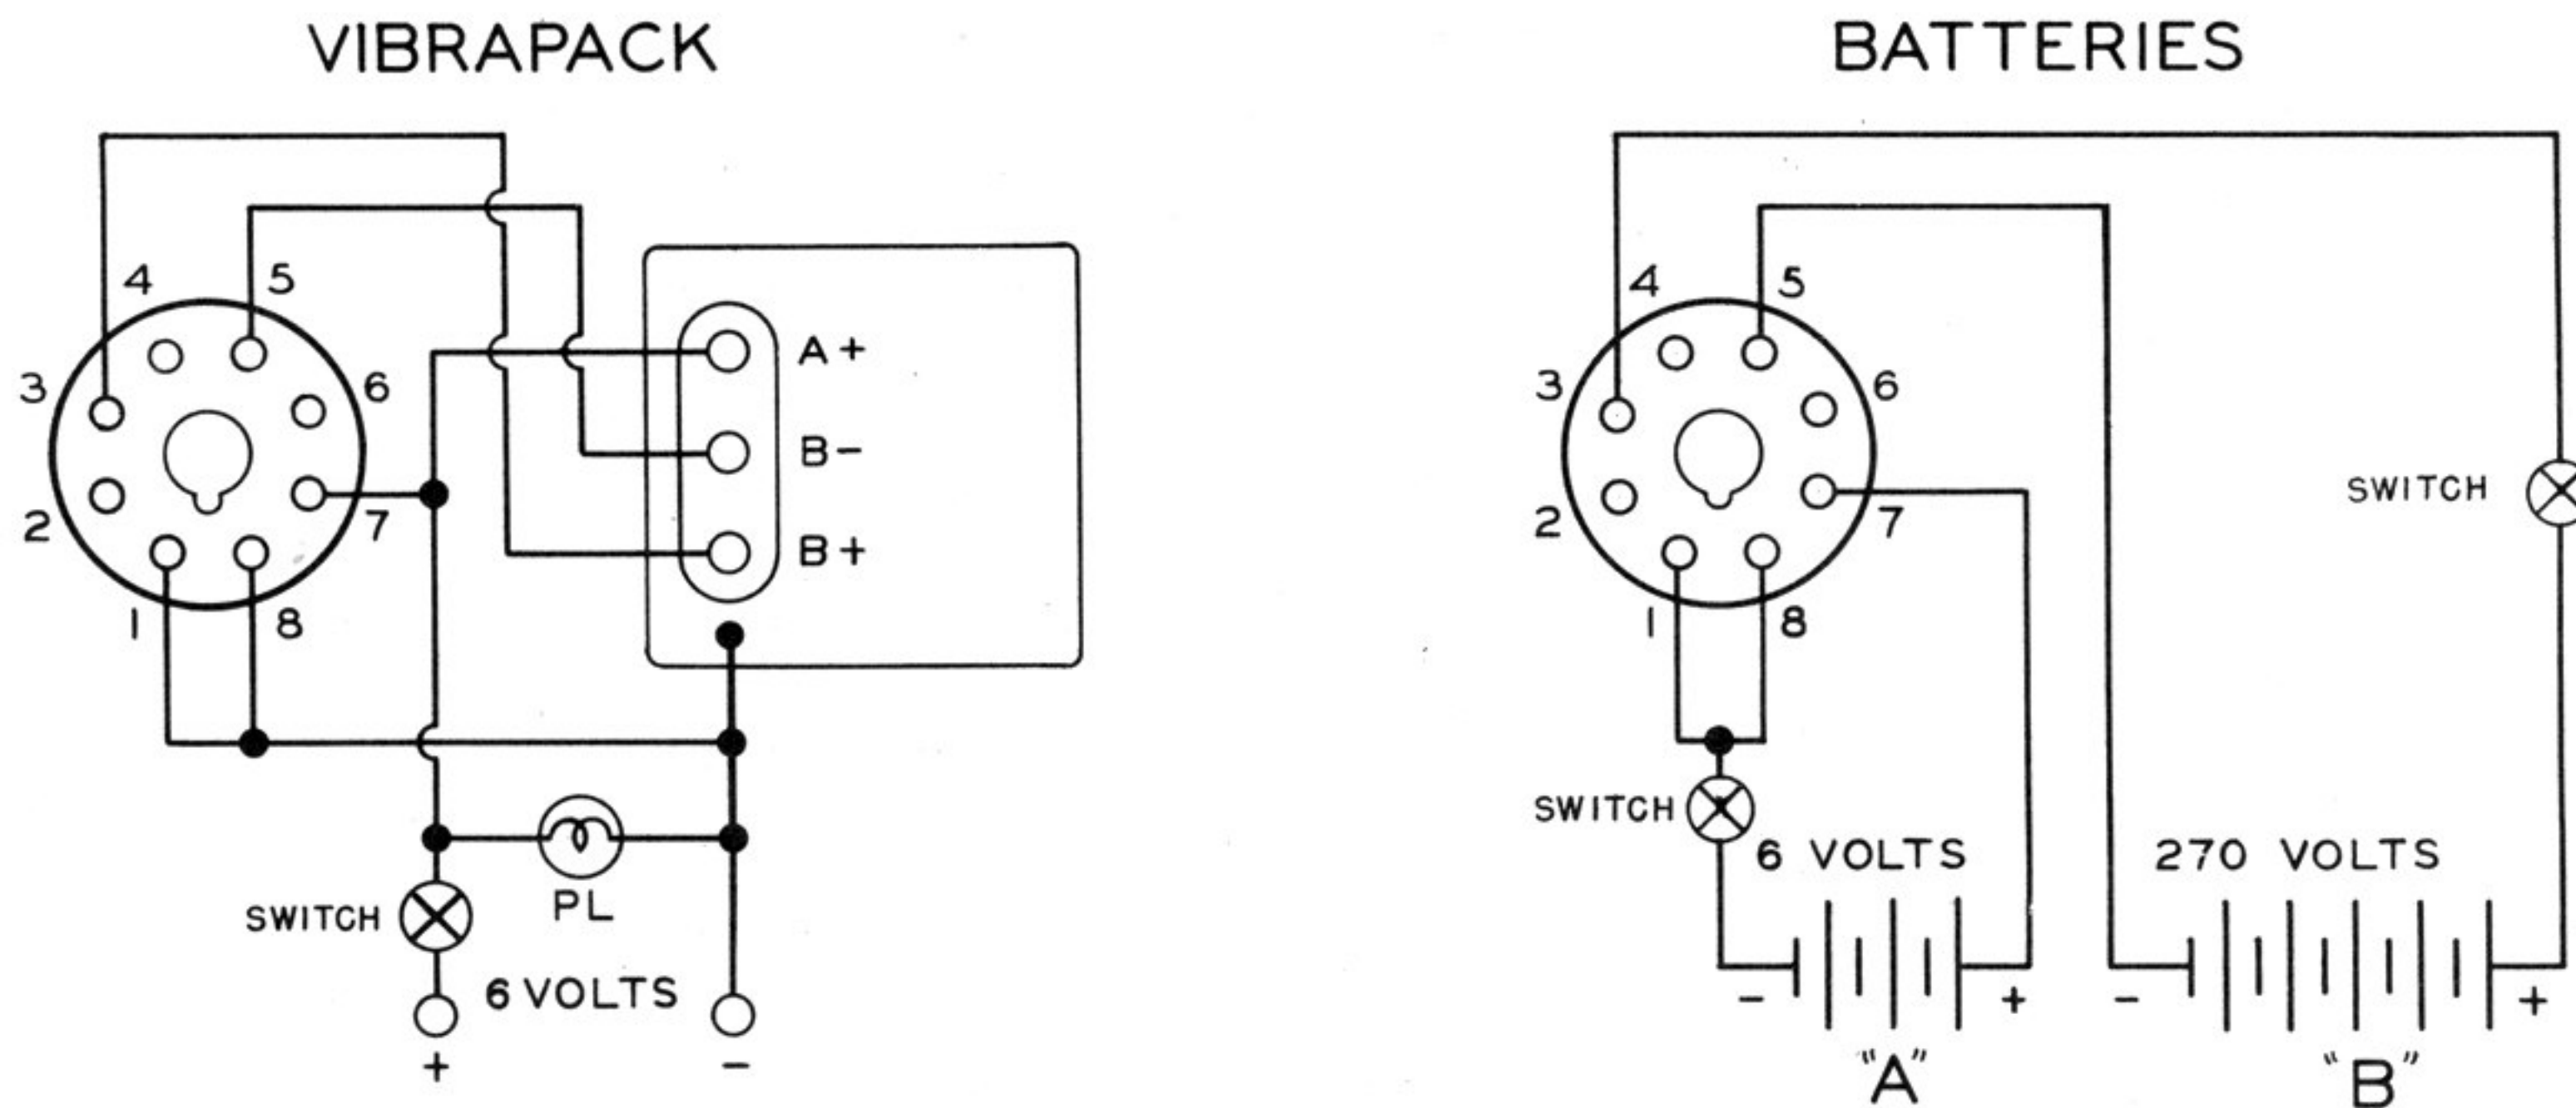 VIBRAPACK
4 5
3 6
2 7
1 8
A+
B-
B+
PL
SWITCH
6 VOLTS
+ -
BATTERIES
4 5
3 6
2 7
1 8
SWITCH
SWITCH
6 VOLTS
270 VOLTS
- + - +
"A"
"B"